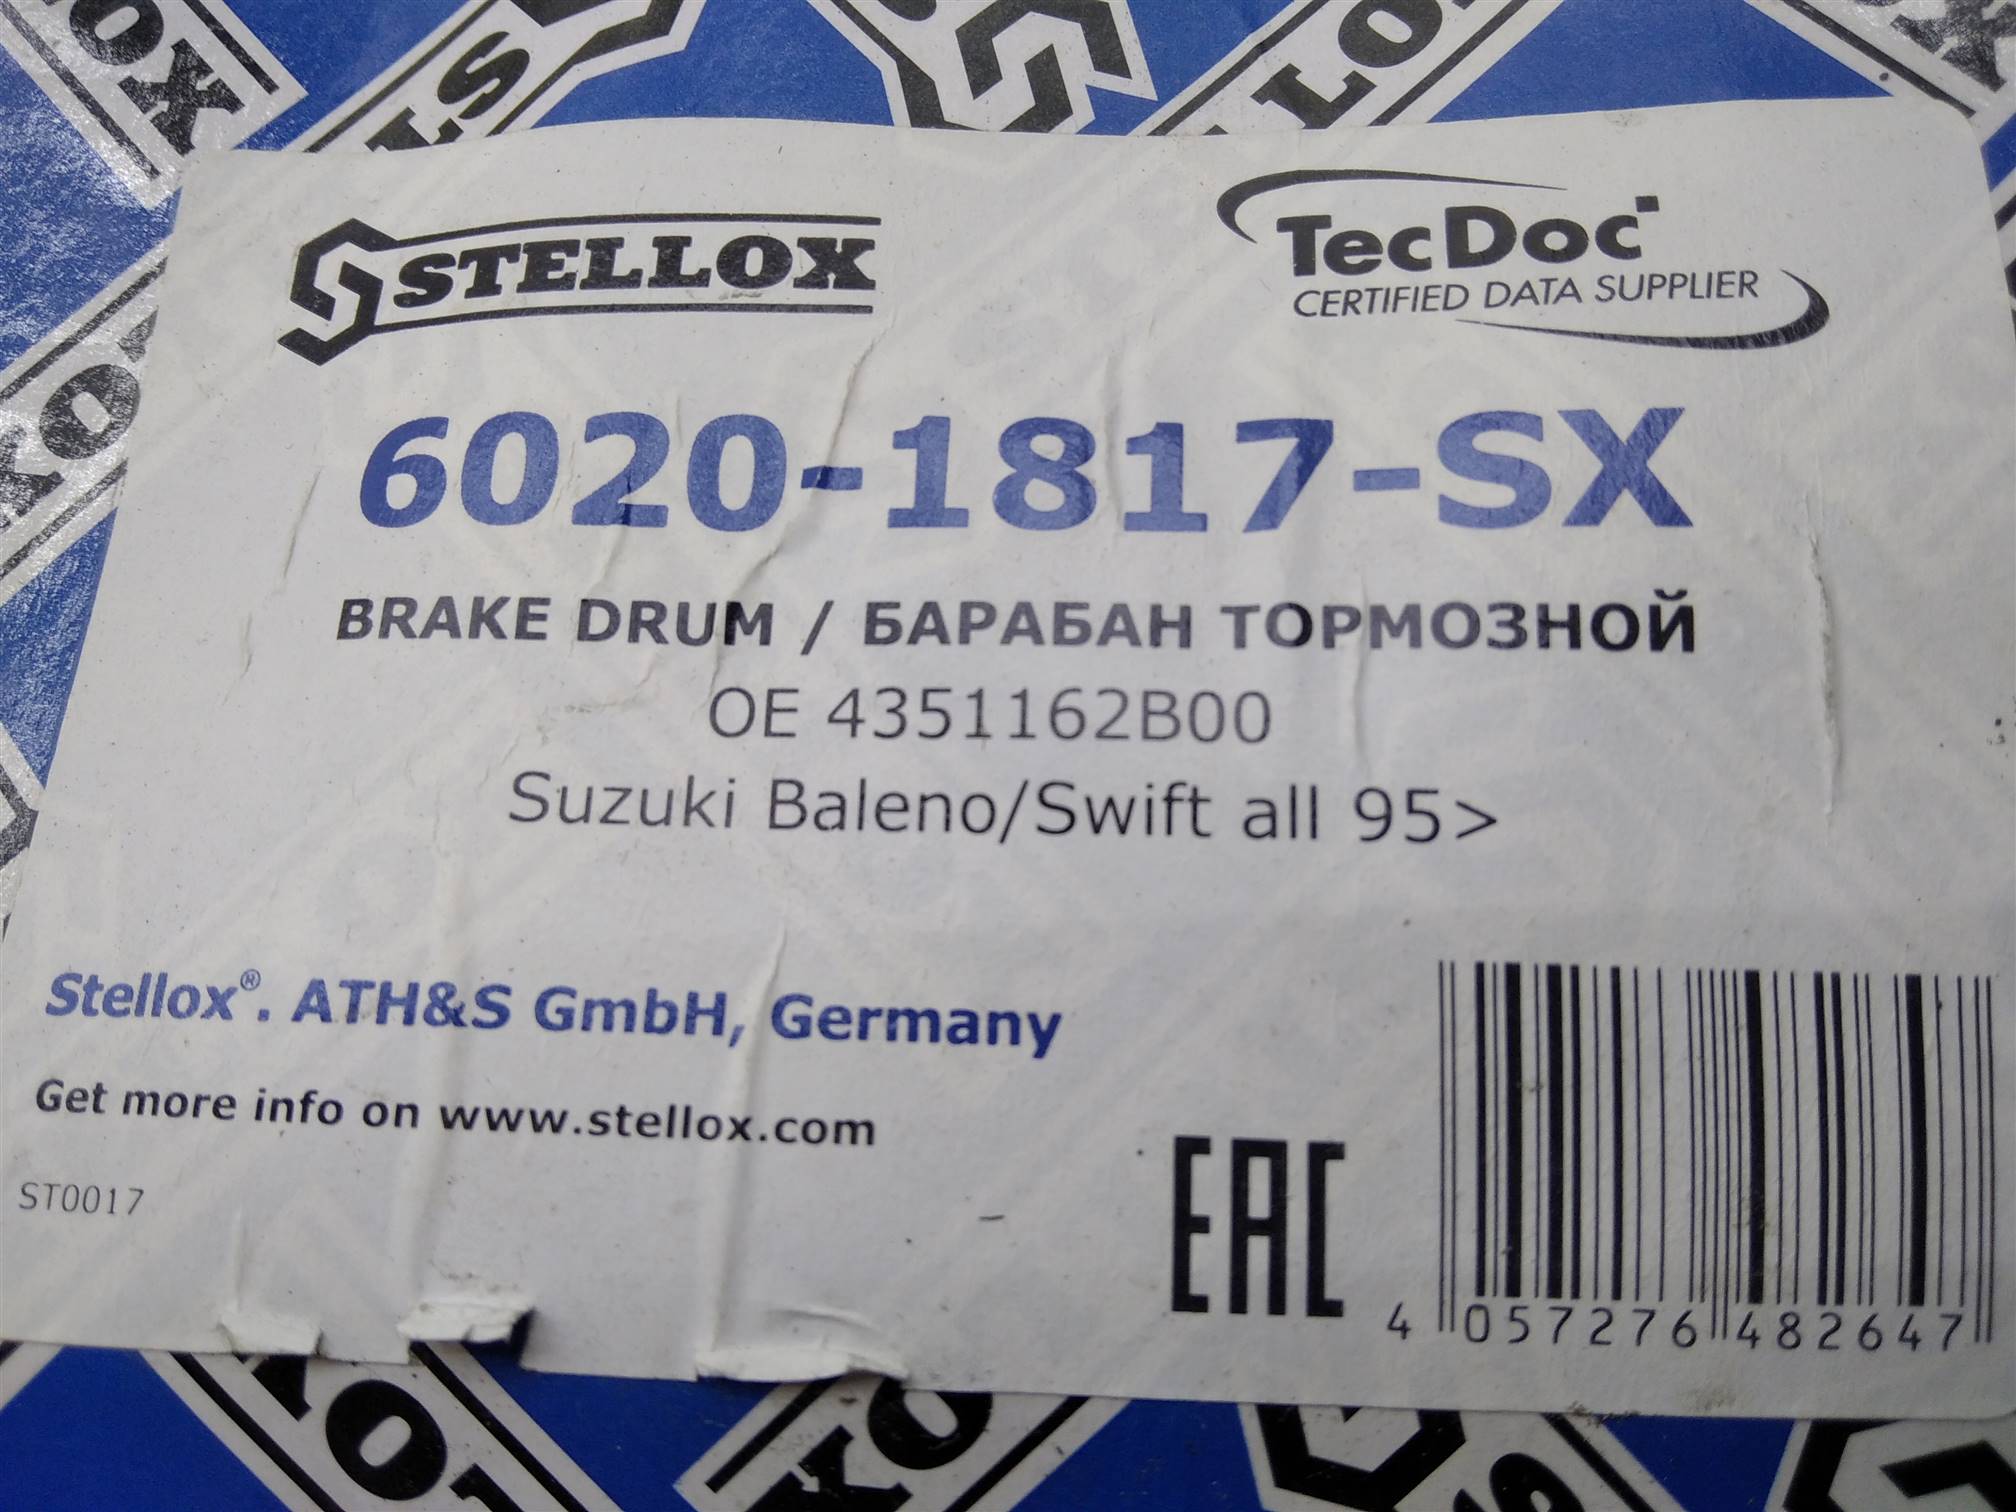 STELLOX
TecDoc
CERTIFIED DATA SUPPLIER
6020-1817-SX
BRAKE DRUM / БАРАБАН ТОРМОЗНОЙ
OE 4351162B00
Suzuki Baleno/Swift all 95>
Stellox®. ATH&S GmbH, Germany
Get more info on www.stellox.com
ST0017
EAC
4 057276 482647